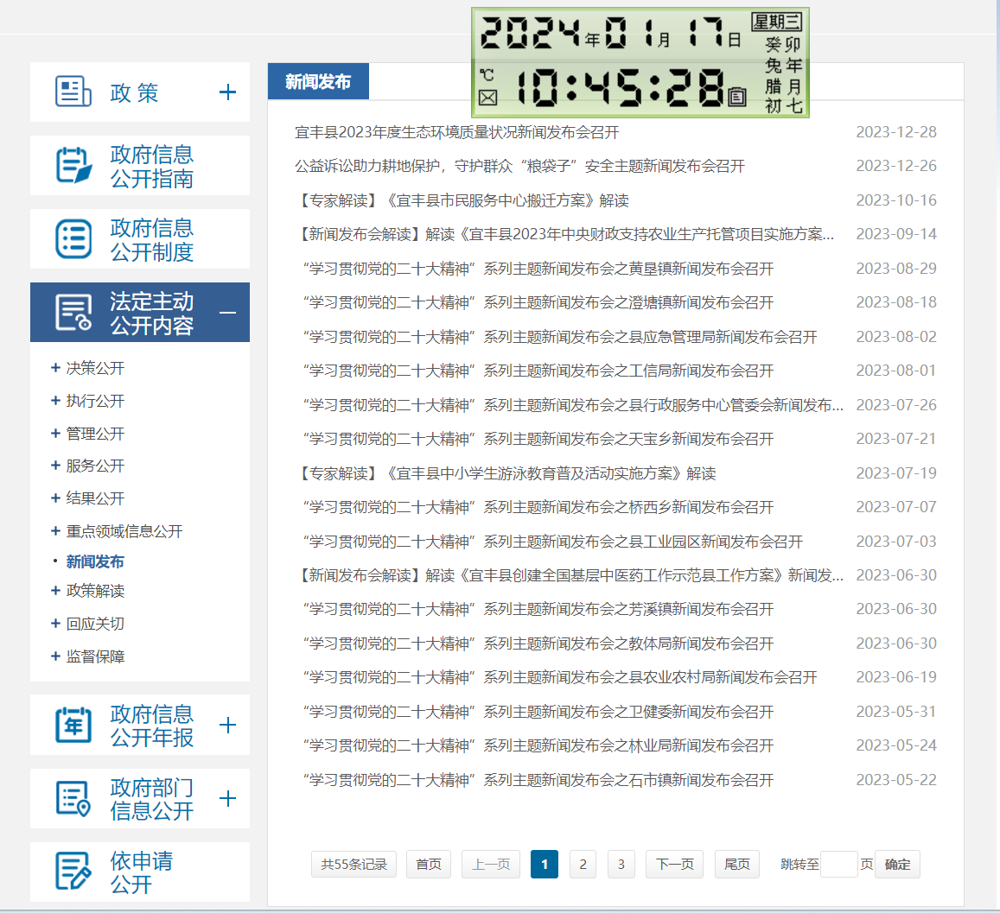 2024年01月17日
星期三
℃
10:45:28
癸卯
兔年
腊月
初七
政 策
政府信息
公开指南
政府信息
公开制度
法定主动
公开内容
决策公开
执行公开
管理公开
服务公开
结果公开
重点领域信息公开
新闻发布
政策解读
回应关切
监督保障
政府信息
公开年报
政府部门
信息公开
依申请
公开
新闻发布
宜丰县2023年度生态环境质量状况新闻发布会召开 2023-12-28
公益诉讼助力耕地保护，守护群众“粮袋子”安全主题新闻发布会召开 2023-12-26
【专家解读】《宜丰县市民服务中心搬迁方案》解读 2023-10-16
【新闻发布会解读】解读《宜丰县2023年中央财政支持农业生产托管项目实施方案... 2023-09-14
“学习贯彻党的二十大精神”系列主题新闻发布会之黄垦镇新闻发布会召开 2023-08-29
“学习贯彻党的二十大精神”系列主题新闻发布会之澄塘镇新闻发布会召开 2023-08-18
“学习贯彻党的二十大精神”系列主题新闻发布会之县应急管理局新闻发布会召开 2023-08-02
“学习贯彻党的二十大精神”系列主题新闻发布会之工信局新闻发布会召开 2023-08-01
“学习贯彻党的二十大精神”系列主题新闻发布会之县行政服务中心管委会新闻发布... 2023-07-26
“学习贯彻党的二十大精神”系列主题新闻发布会之天宝乡新闻发布会召开 2023-07-21
【专家解读】《宜丰县中小学生游泳教育普及活动实施方案》解读 2023-07-19
“学习贯彻党的二十大精神”系列主题新闻发布会之桥西乡新闻发布会召开 2023-07-07
“学习贯彻党的二十大精神”系列主题新闻发布会之县工业园区新闻发布会召开 2023-07-03
【新闻发布会解读】解读《宜丰县创建全国基层中医药工作示范县工作方案》新闻发... 2023-06-30
“学习贯彻党的二十大精神”系列主题新闻发布会之芳溪镇新闻发布会召开 2023-06-30
“学习贯彻党的二十大精神”系列主题新闻发布会之教体局新闻发布会召开 2023-06-30
“学习贯彻党的二十大精神”系列主题新闻发布会之县农业农村局新闻发布会召开 2023-06-19
“学习贯彻党的二十大精神”系列主题新闻发布会之卫健委新闻发布会召开 2023-05-31
“学习贯彻党的二十大精神”系列主题新闻发布会之林业局新闻发布会召开 2023-05-24
“学习贯彻党的二十大精神”系列主题新闻发布会之石市镇新闻发布会召开 2023-05-22
共55条记录 首页 上一页 1 2 3 下一页 尾页 跳转至 页 确定